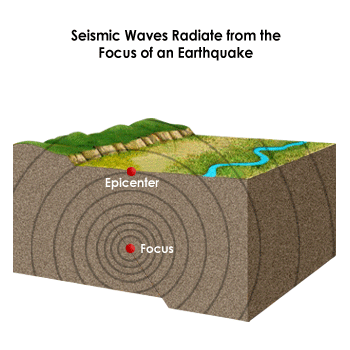 Seismic Waves Radiate from the
Focus of an Earthquake
Epicenter
Focus